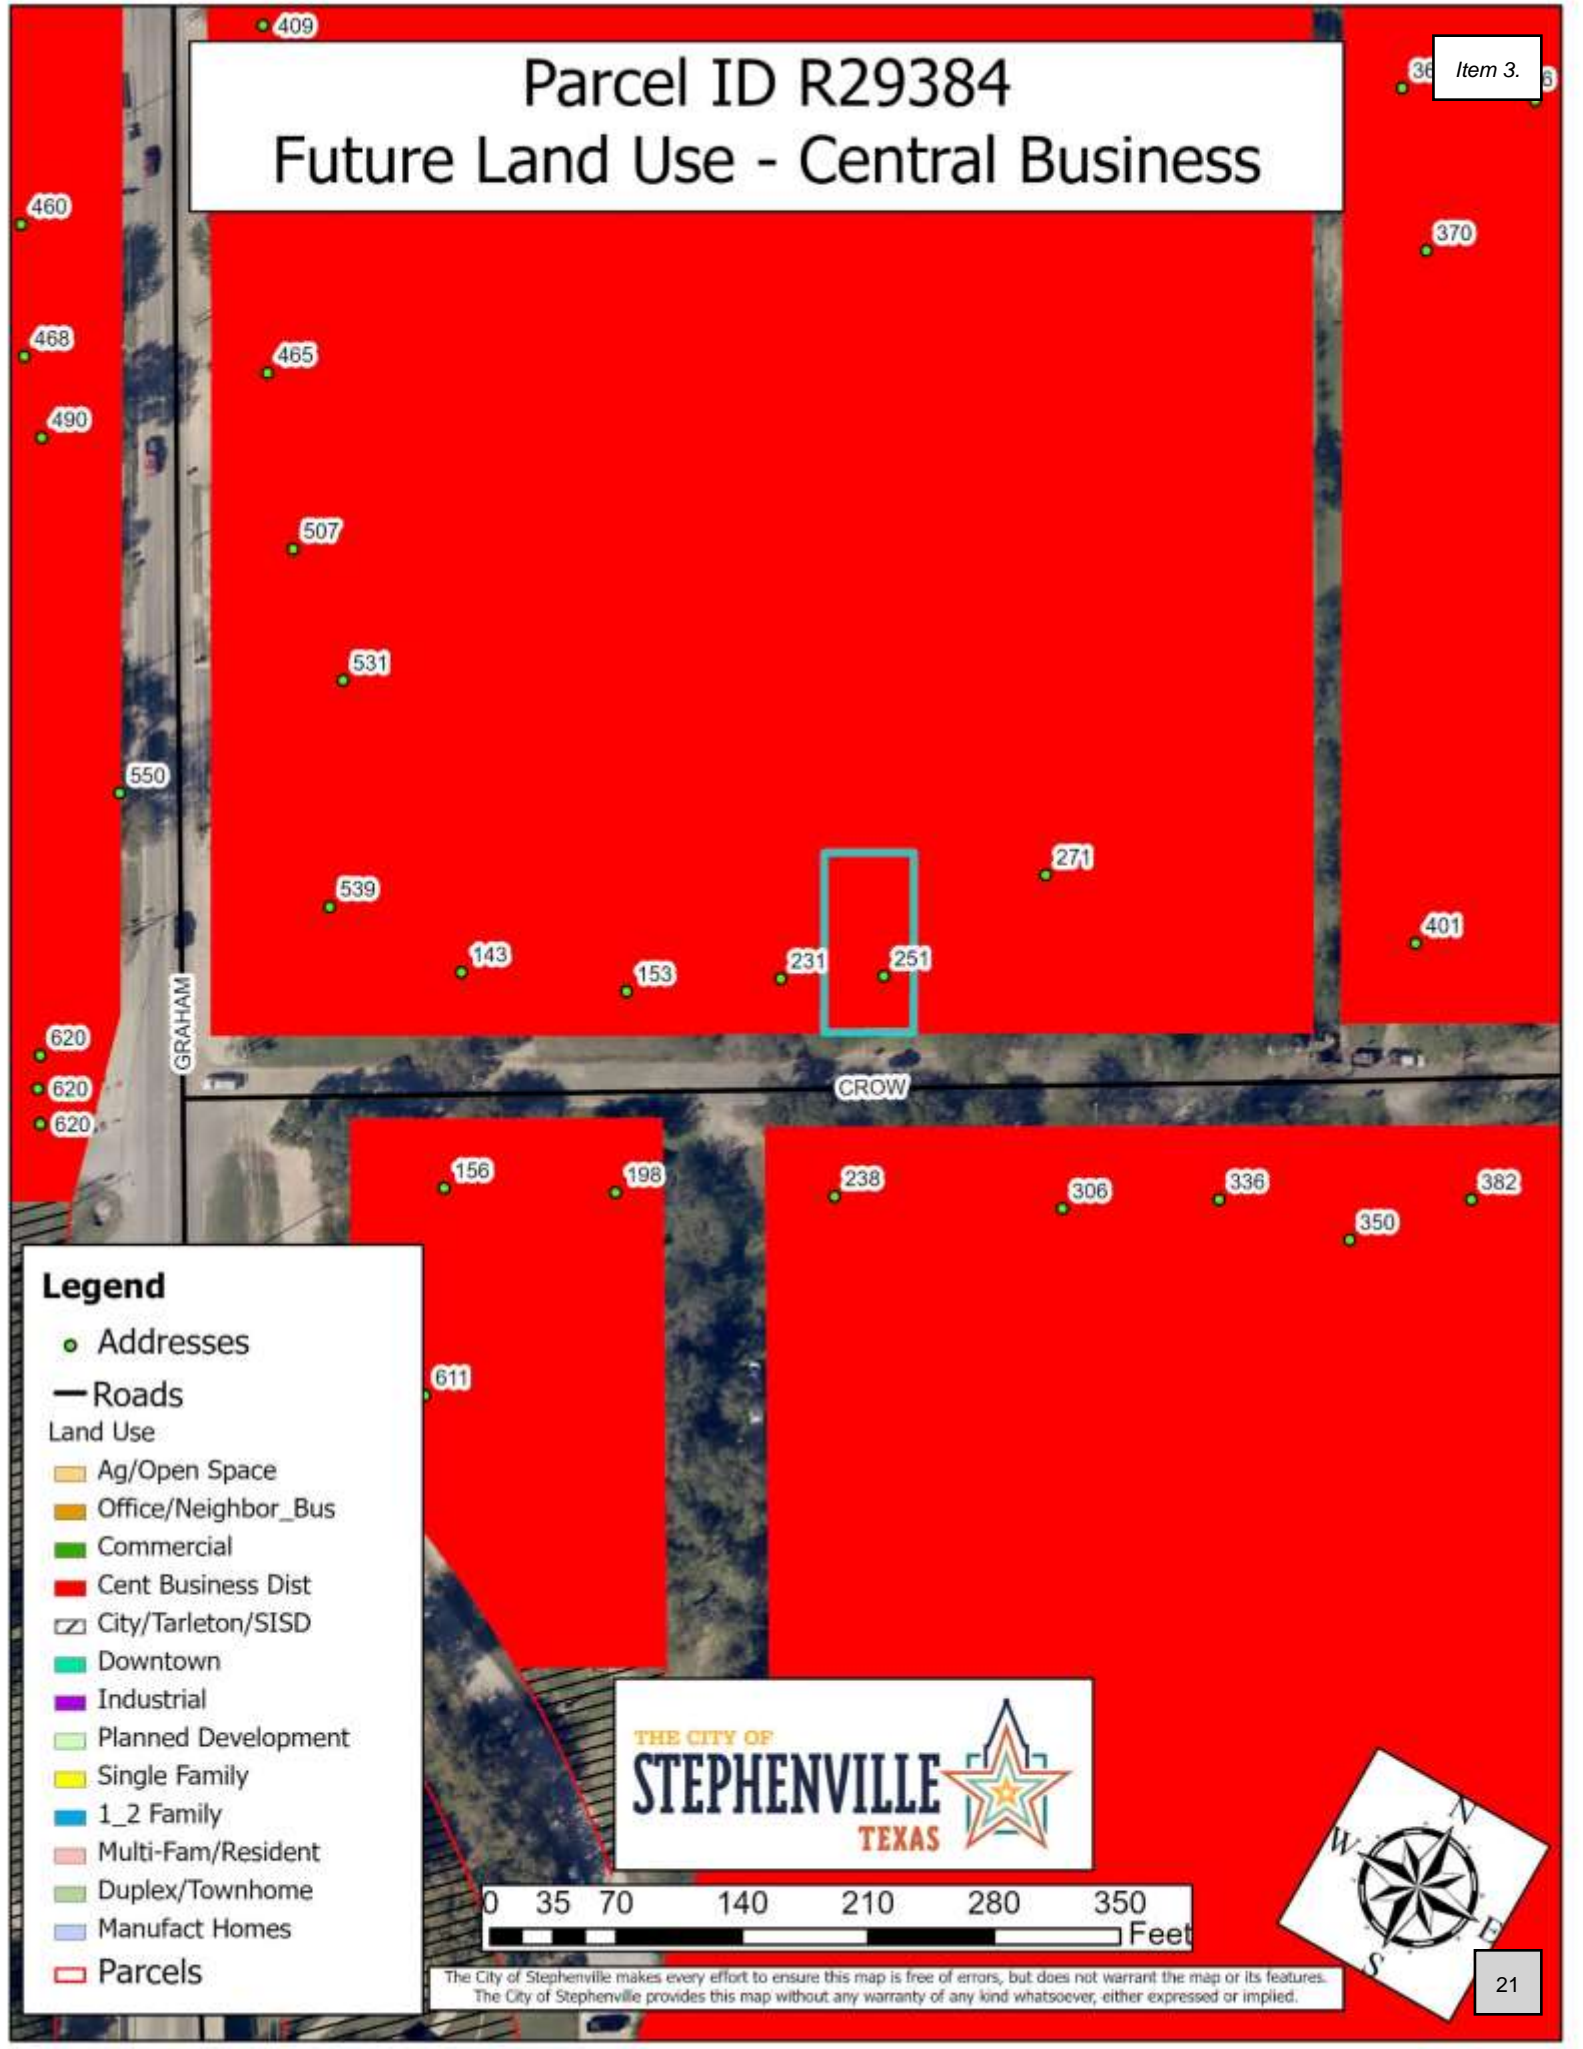 409
Item 3.
Parcel ID R29384
Future Land Use - Central Business
36
6
460
370
468
465
490
507
531
550
271
539
401
143
153
231
251
GRAHAM
620
620
620
CROW
156
198
238
306
336
350
382
611
Legend
Addresses
Roads
Land Use
Ag/Open Space
Office/Neighbor_Bus
Commercial
Cent Business Dist
City/Tarleton/SISD
Downtown
Industrial
Planned Development
Single Family
1_2 Family
Multi-Fam/Resident
Duplex/Townhome
Manufact Homes
Parcels
THE CITY OF
STEPHENVILLE
TEXAS
0 35 70 140 210 280 350
Feet
N
W
E
S
The City of Stephenville makes every effort to ensure this map is free of errors, but does not warrant the map or its features.
The City of Stephenville provides this map without any warranty of any kind whatsoever, either expressed or implied.
21